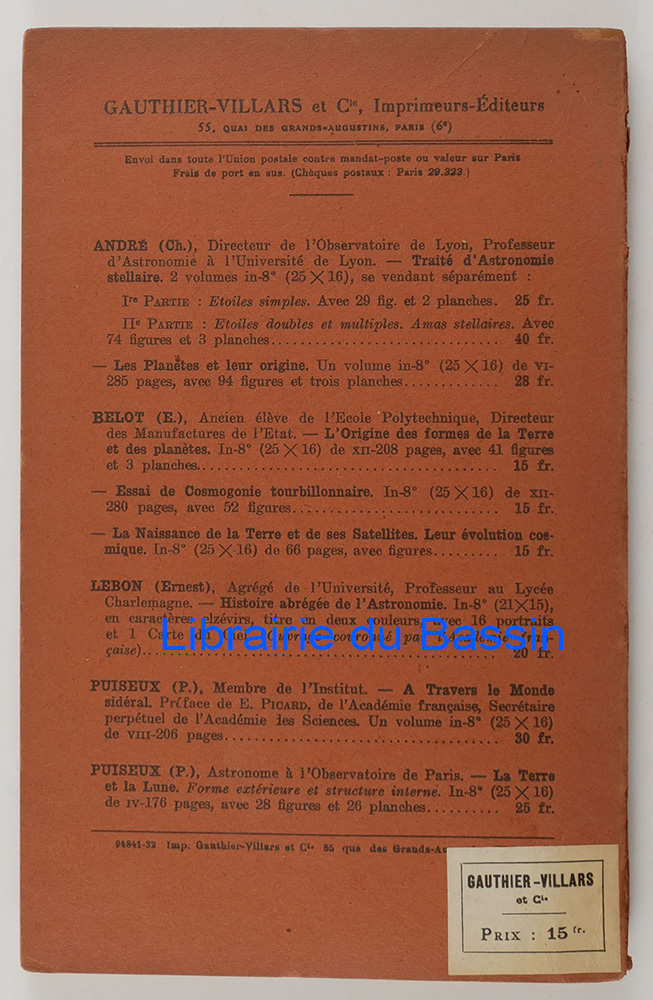 GAUTHIER-VILLARS et Cie, Imprimeurs-Éditeurs
55, QUAI DES GRANDS-AUGUSTINS, PARIS (6e)
Envoi dans toute l'Union postale contre mandat-poste ou valeur sur Paris
Frais de port en sus. (Chèques postaux : Paris 29.323.)
ANDRÉ (Ch.), Directeur de l'Observatoire de Lyon, Professeur
d'Astronomie à l'Université de Lyon. — Traité d'Astronomie
stellaire. 2 volumes in-8° (25 × 16), se vendant séparément :
Ire PARTIE : Etoiles simples. Avec 29 fig. et 2 planches. 25 fr.
IIe PARTIE : Etoiles doubles et multiples. Amas stellaires. Avec
74 figures et 3 planches............................... 40 fr.
— Les Planètes et leur origine. Un volume in-8° (25 × 16) de VI-
285 pages, avec 94 figures et trois planches............ 28 fr.
BELOT (E.), Ancien élève de l'Ecole Polytechnique, Directeur
des Manufactures de l'Etat. — L'Origine des formes de la Terre
et des planètes. In-8° (25 × 16) de XII-208 pages, avec 41 figures
et 3 planches........................................ 15 fr.
— Essai de Cosmogonie tourbillonnaire. In-8° (25 × 16) de XII-
280 pages, avec 52 figures............................ 15 fr.
— La Naissance de la Terre et de ses Satellites. Leur évolution cos-
mique. In-8° (25 × 16) de 66 pages, avec figures......... 15 fr.
LEBON (Ernest), Agrégé de l'Université, Professeur au Lycée
Charlemagne. — Histoire abrégée de l'Astronomie. In-8° (21×15),
en caractères elzévirs, titre en deux couleurs, avec 16 portraits
et 1 Carte du Ciel. (Ouvrage couronné par l'Académie fran-
çaise)................................................ 20 fr.
Librairie du Bassin
PUISEUX (P.), Membre de l'Institut. — A Travers le Monde
sidéral. Préface de E. PICARD, de l'Académie française, Secrétaire
perpétuel de l'Académie des Sciences. Un volume in-8° (25 × 16)
de VIII-206 pages..................................... 30 fr.
PUISEUX (P.), Astronome à l'Observatoire de Paris. — La Terre
et la Lune. Forme extérieure et structure interne. In-8° (25 × 16)
de IV-176 pages, avec 28 figures et 26 planches.......... 25 fr.
94841-32 Imp. Gauthier-Villars et Cie 55 qua des Grands-Au
GAUTHIER-VILLARS
et Cie
PRIX : 15 fr.